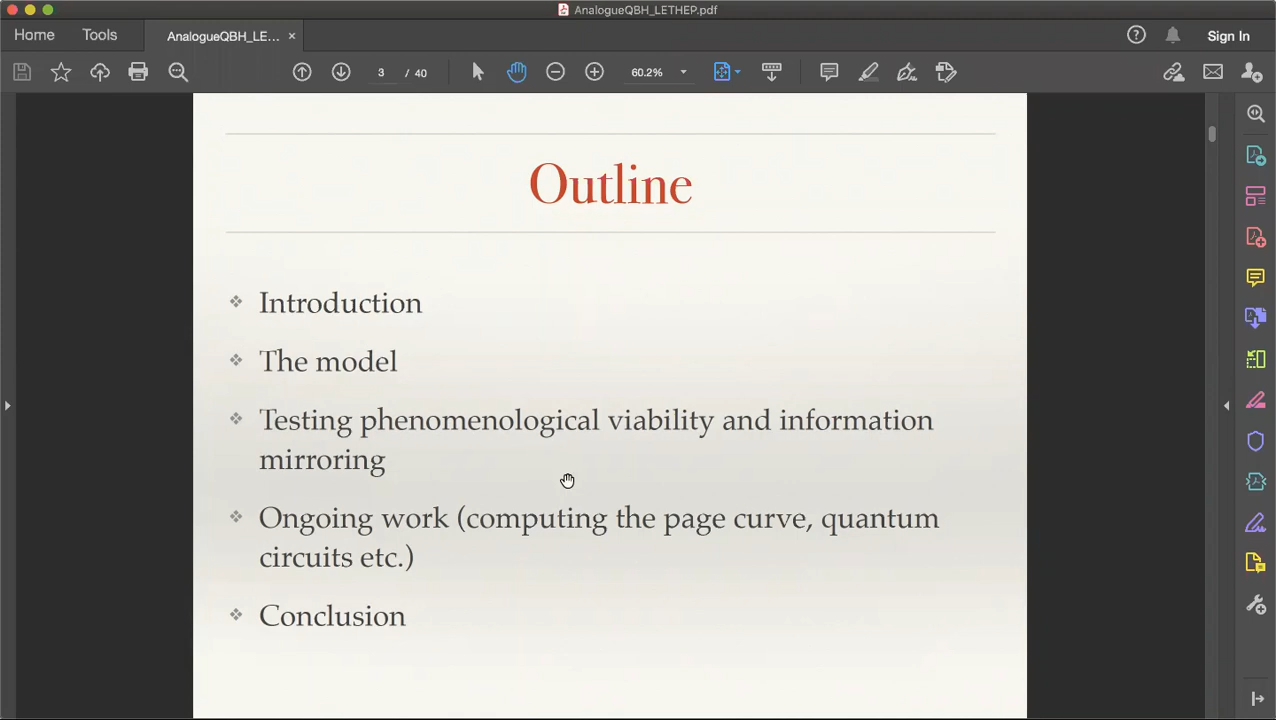 AnalogueQBH_LETHEP.pdf
Home
Tools
AnalogueQBH_LE...
Sign In
3 / 40
60.2%
Outline
Introduction
The model
Testing phenomenological viability and information
mirroring
Ongoing work (computing the page curve, quantum
circuits etc.)
Conclusion